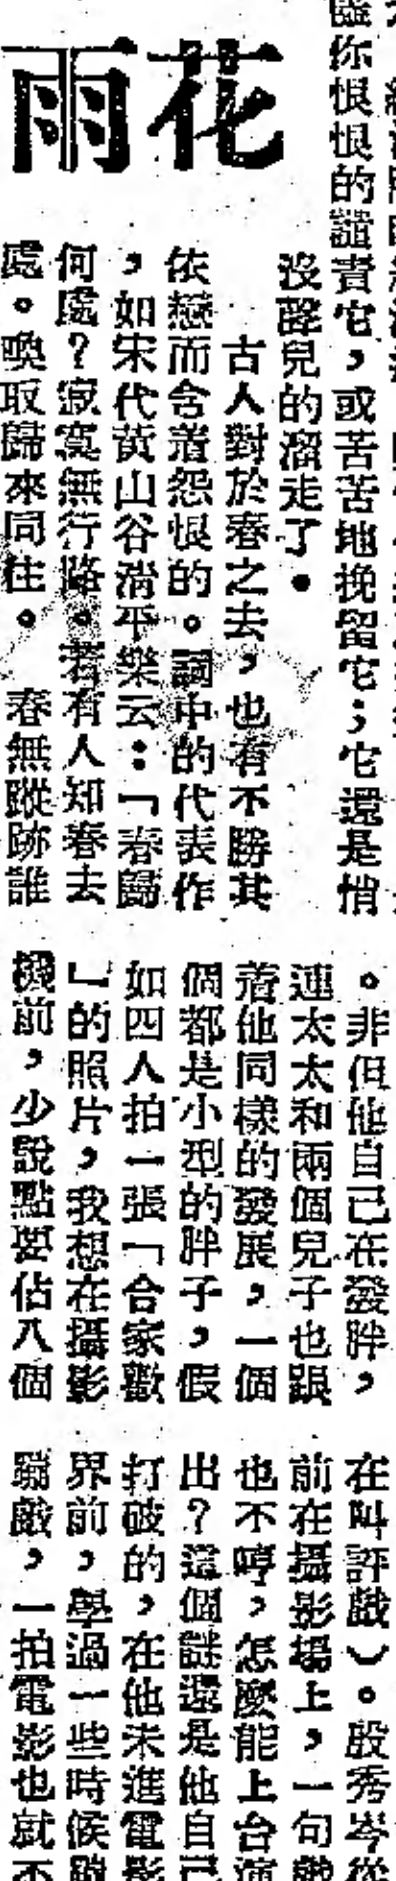 花雨
你恨恨的譴責它，或苦苦地挽留它；它還是悄
沒聲兒的溜走了。
古人對於春之去，也有不勝其
依戀而含着怨恨的。詞中的代表作
，如宋代黃山谷淸平樂云：「春歸
何處？寂寞無行路。若有人知春去
處。喚取歸來同住。　春無蹤跡誰
。非但他自己在發胖，
連太太和兩個兒子也跟
着他同樣的發展，一個
個都是小型的胖子，假
如四人拍一張「合家歡
」的照片，我想在攝影
機前，少說點要佔八個
在叫評戲）。殷秀岑從
前在攝影塲上，一句戲
也不哼，怎麼能上台演
出？這個謎還是他自己
打破的，在他未進電影
界前，學過一些時候
戲，一拍電影也就不